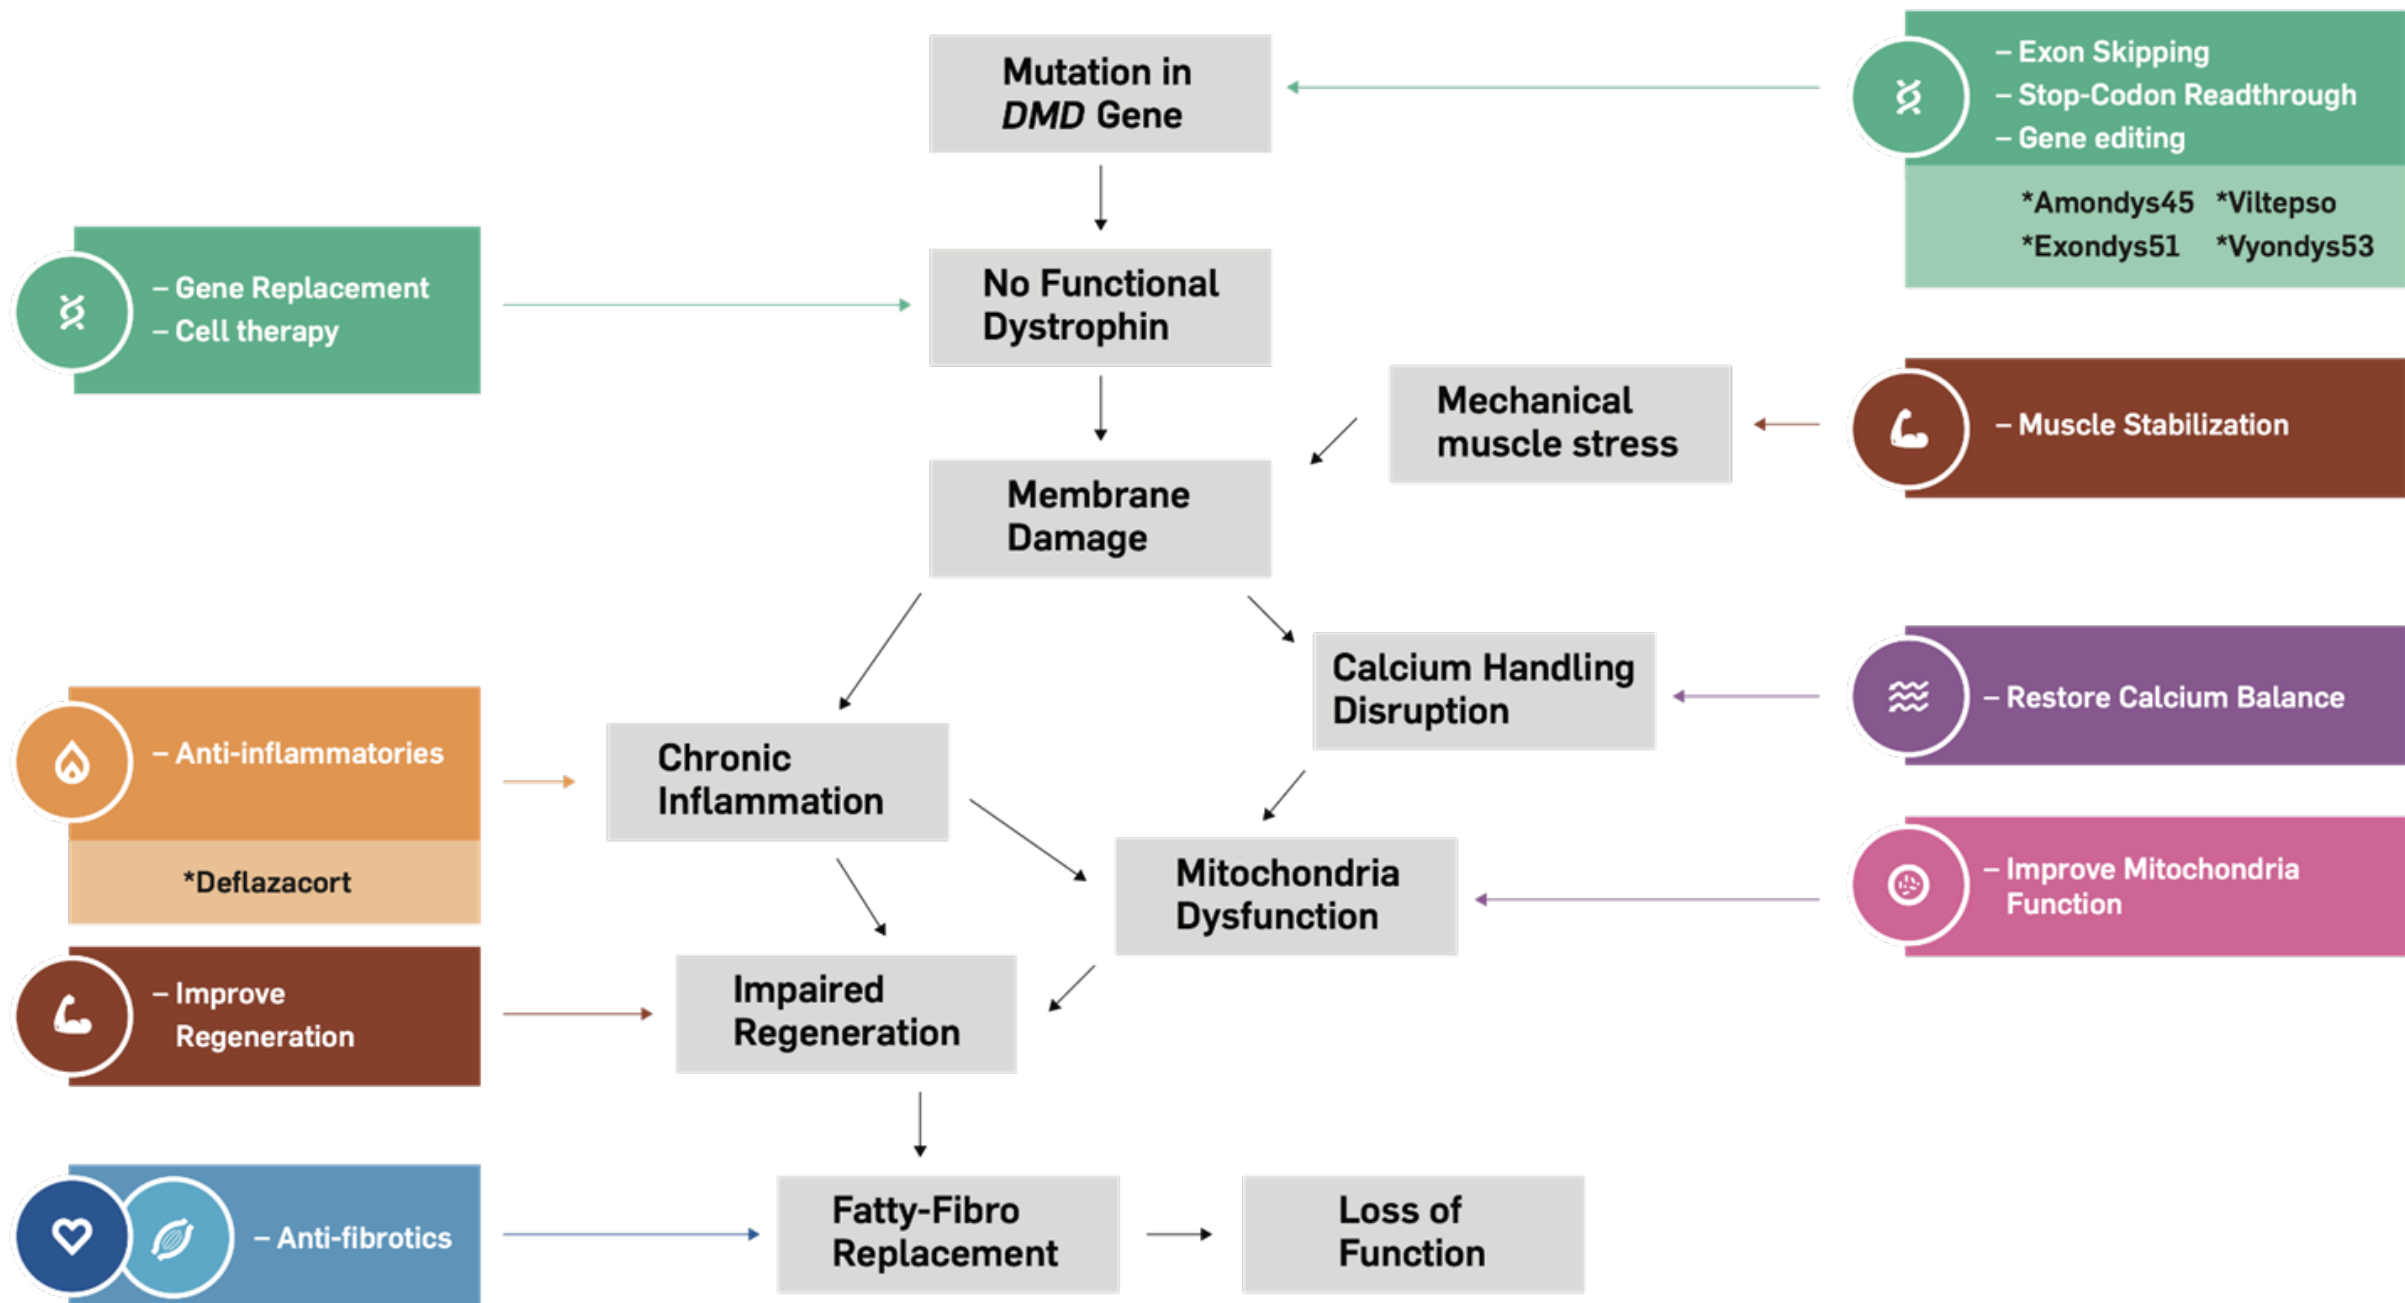 Mutation in
DMD Gene
– Exon Skipping
– Stop-Codon Readthrough
– Gene editing
*Amondys45 *Viltepso
*Exondys51 *Vyondys53
– Gene Replacement
– Cell therapy
No Functional
Dystrophin
Mechanical
muscle stress
– Muscle Stabilization
Membrane
Damage
Calcium Handling
Disruption
– Restore Calcium Balance
– Anti-inflammatories
*Deflazacort
Chronic
Inflammation
Mitochondria
Dysfunction
– Improve Mitochondria
Function
– Improve
Regeneration
Impaired
Regeneration
– Anti-fibrotics
Fatty-Fibro
Replacement
Loss of
Function